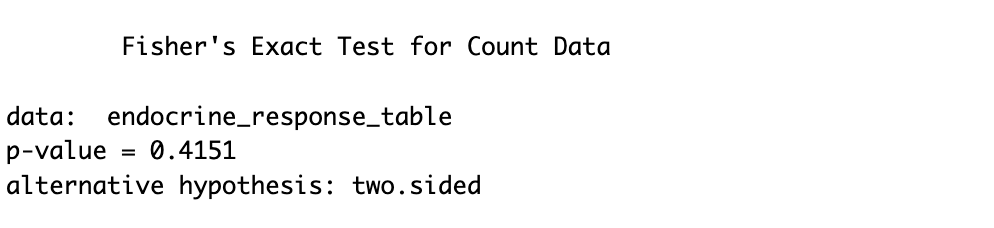 Fisher's Exact Test for Count Data
data:  endocrine_response_table
p-value = 0.4151
alternative hypothesis: two.sided